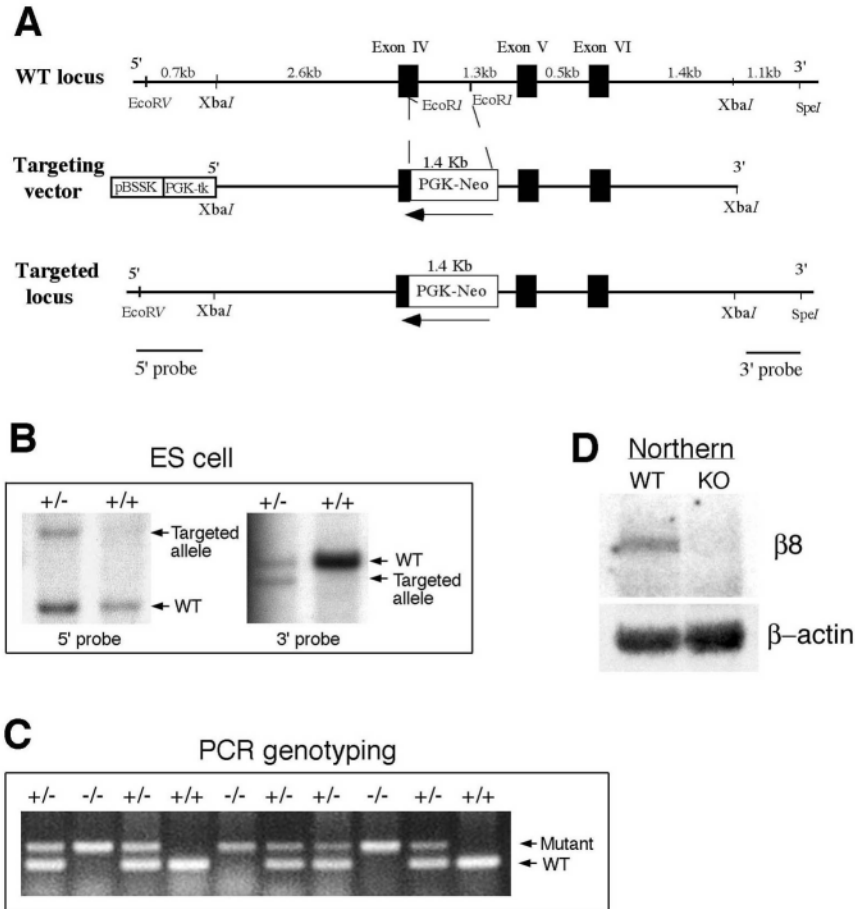 A
Exon IV Exon V Exon VI
5' 3'
WT locus 0.7kb 2.6kb 1.3kb 0.5kb 1.4kb 1.1kb
EcoRV XbaI EcoRI EcoRI XbaI SpeI
Targeting vector
pBSSK PGK-tk 5' 1.4 Kb PGK-Neo 3'
XbaI XbaI
Targeted locus
5' 1.4 Kb PGK-Neo 3'
EcoRV XbaI XbaI SpeI
5' probe 3' probe
B
ES cell
+/- +/+ +/- +/+
Targeted allele
WT
WT
Targeted allele
5' probe 3' probe
D
Northern
WT KO
β8
β–actin
C
PCR genotyping
+/- -/- +/- +/+ -/- +/- +/- -/- +/- +/+
Mutant
WT